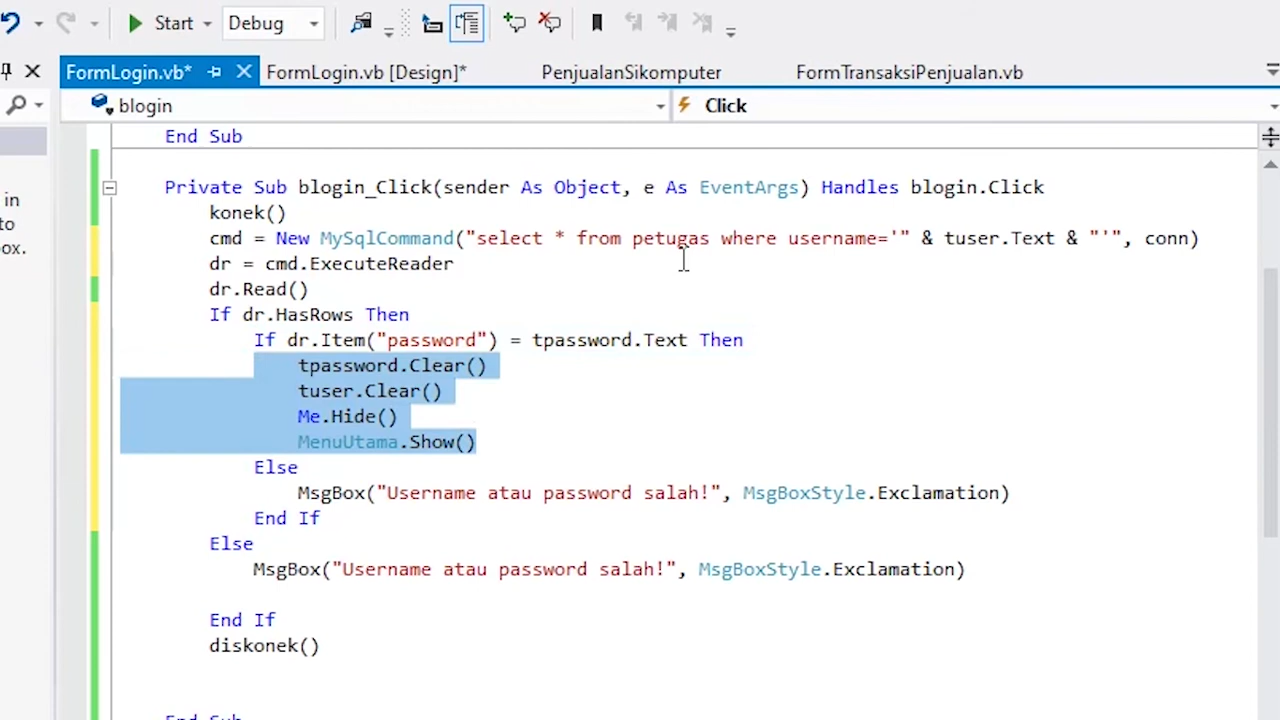 Start Debug
FormLogin.vb* FormLogin.vb [Design]* PenjualanSikomputer FormTransaksiPenjualan.vb
blogin Click
End Sub
in
to
ox.
Private Sub blogin_Click(sender As Object, e As EventArgs) Handles blogin.Click
konek()
cmd = New MySqlCommand("select * from petugas where username='" & tuser.Text & "'", conn)
dr = cmd.ExecuteReader
dr.Read()
If dr.HasRows Then
If dr.Item("password") = tpassword.Text Then
tpassword.Clear()
tuser.Clear()
Me.Hide()
MenuUtama.Show()
Else
MsgBox("Username atau password salah!", MsgBoxStyle.Exclamation)
End If
Else
MsgBox("Username atau password salah!", MsgBoxStyle.Exclamation)
End If
diskonek()
End Sub